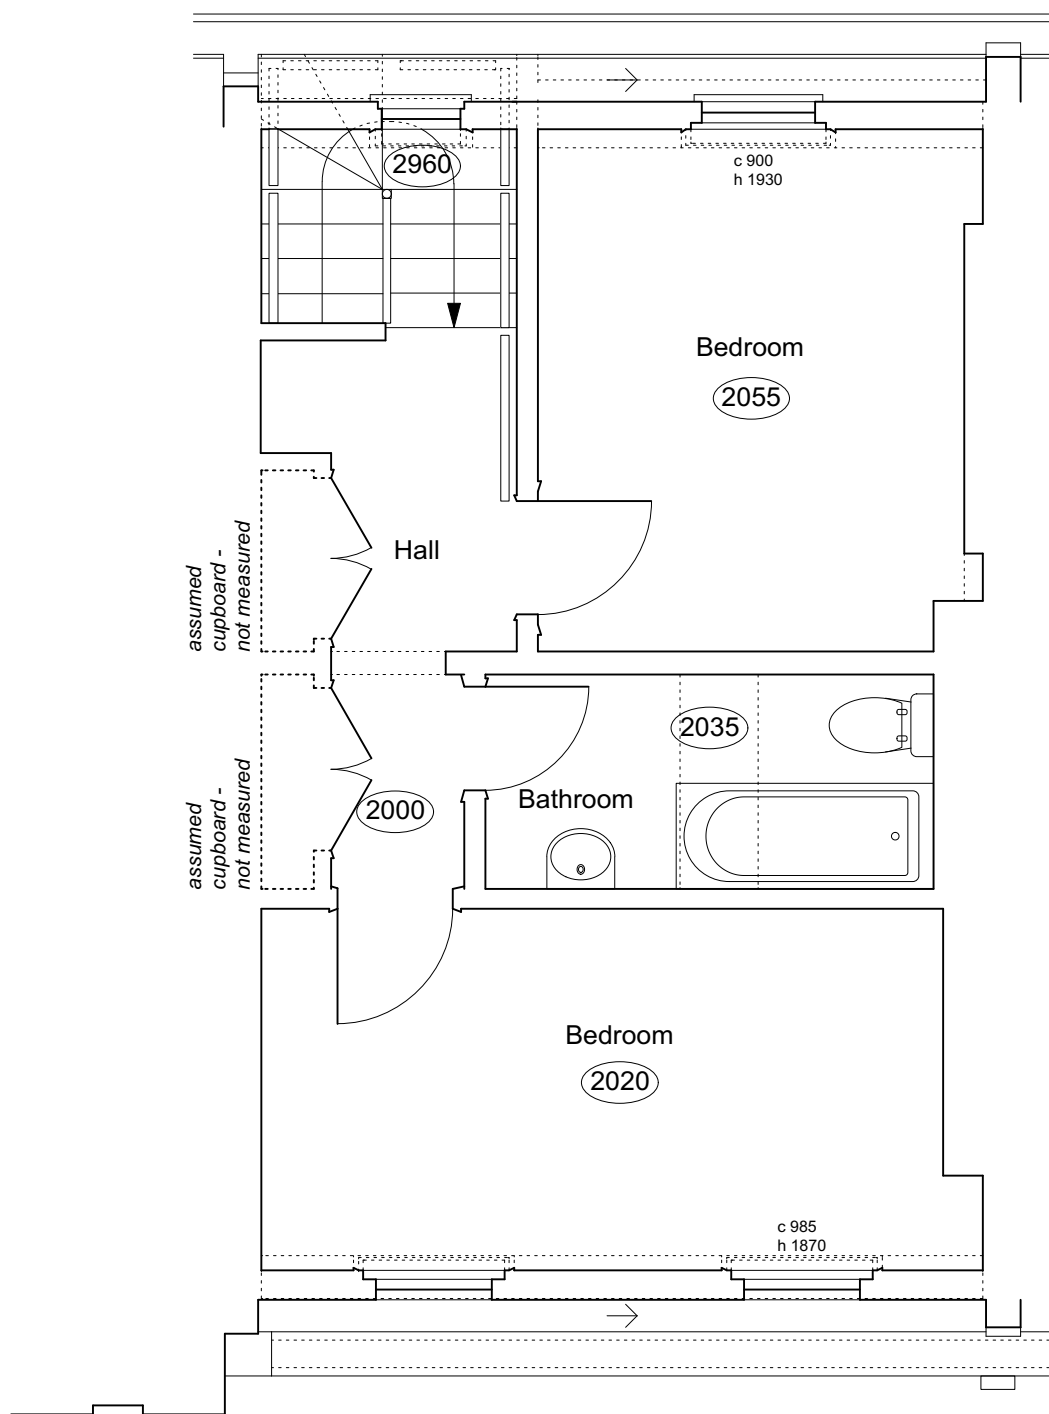 2960
c 900
h 1930
Bedroom
2055
Hall
assumed
cupboard -
not measured
2035
Bathroom
2000
assumed
cupboard -
not measured
Bedroom
2020
c 985
h 1870